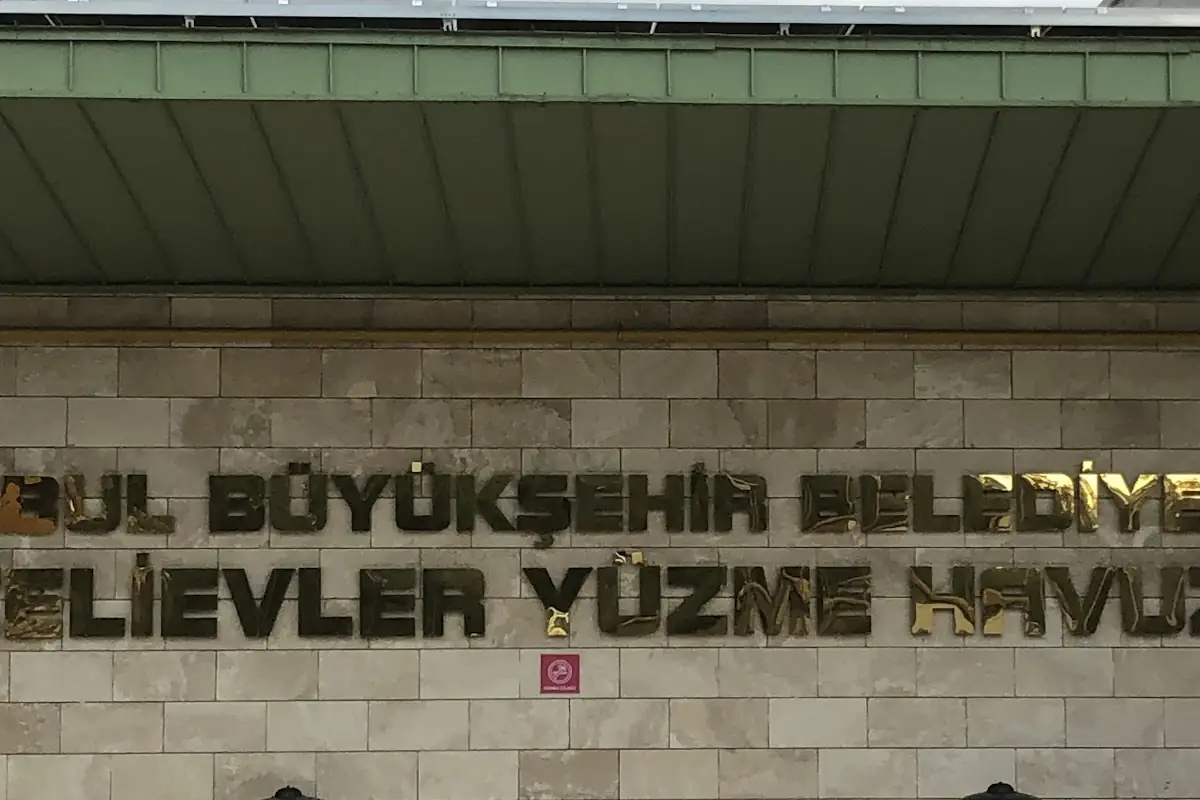 BUL BÜYÜKŞEHİR BELEDİYE
ELİEVLER YÜZME HAVUZ